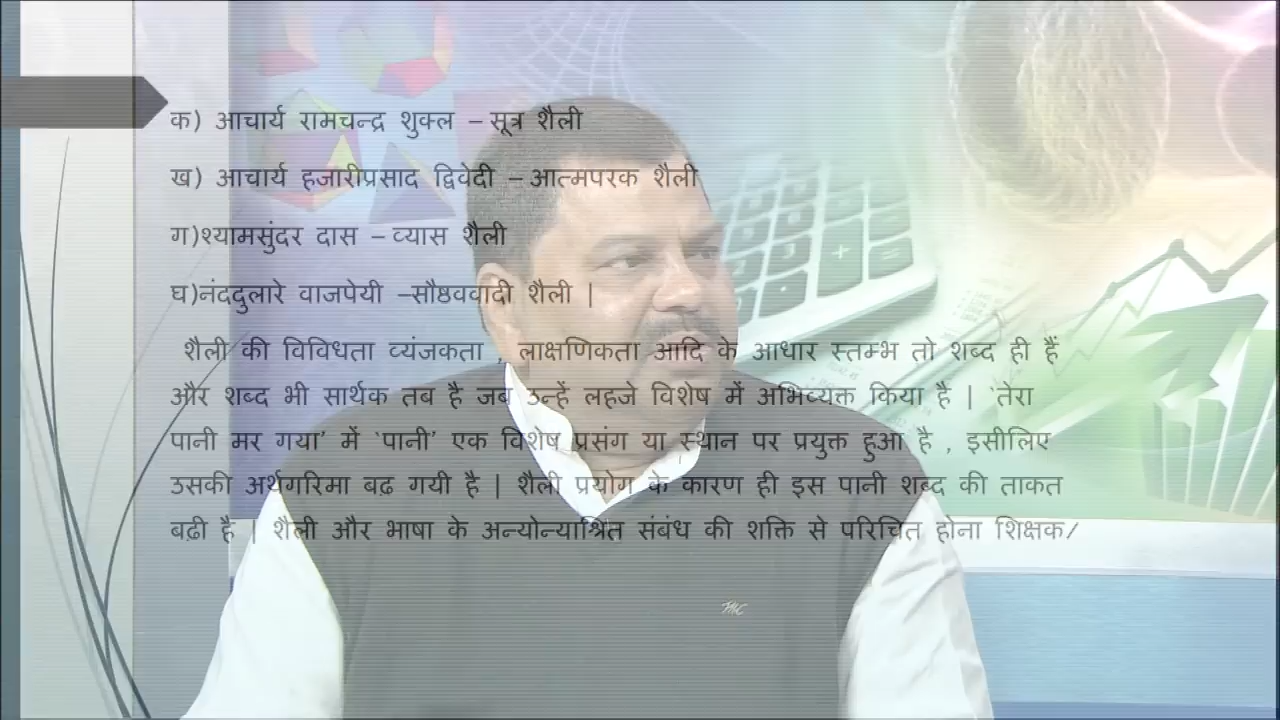 क) आचार्य रामचन्द्र शुक्ल – सूत्र शैली
ख) आचार्य हजारीप्रसाद द्विवेदी – आत्मपरक शैली
ग)श्यामसुंदर दास – व्यास शैली
घ)नंददुलारे वाजपेयी –सौष्ठववादी शैली |
शैली की विविधता व्यंजकता , लाक्षणिकता आदि के आधार स्तम्भ तो शब्द ही हैं
और शब्द भी सार्थक तब है जब उन्हें लहजे विशेष में अभिव्यक्त किया है | ‘तेरा
पानी मर गया’ में ‘पानी’ एक विशेष प्रसंग या स्थान पर प्रयुक्त हुआ है , इसीलिए
उसकी अर्थगरिमा बढ़ गयी है | शैली प्रयोग के कारण ही इस पानी शब्द की ताकत
बढ़ी है | शैली और भाषा के अन्योन्याश्रित संबंध की शक्ति से परिचित होना शिक्षक/